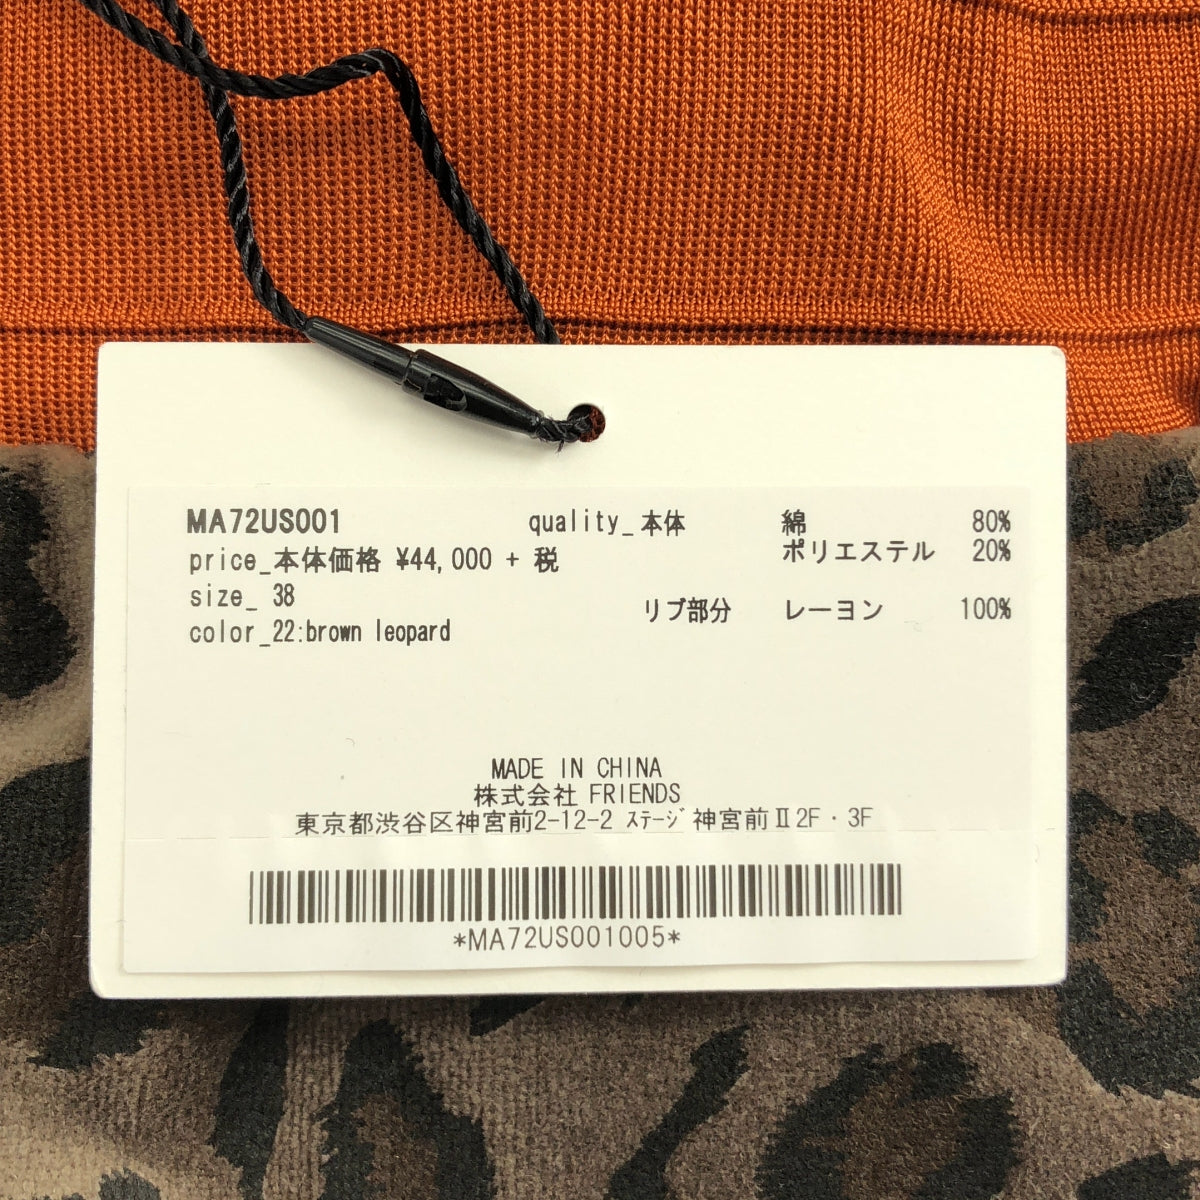 MA72US001 quality_本体 綿 80%
price_本体価格 ¥44,000 + 税 ポリエステル 20%
size_ 38 リブ部分 レーヨン 100%
color_22:brown leopard
MADE IN CHINA
株式会社 FRIENDS
東京都渋谷区神宮前2-12-2 ｽﾃｰｼﾞ 神宮前Ⅱ2F・3F
*MA72US001005*